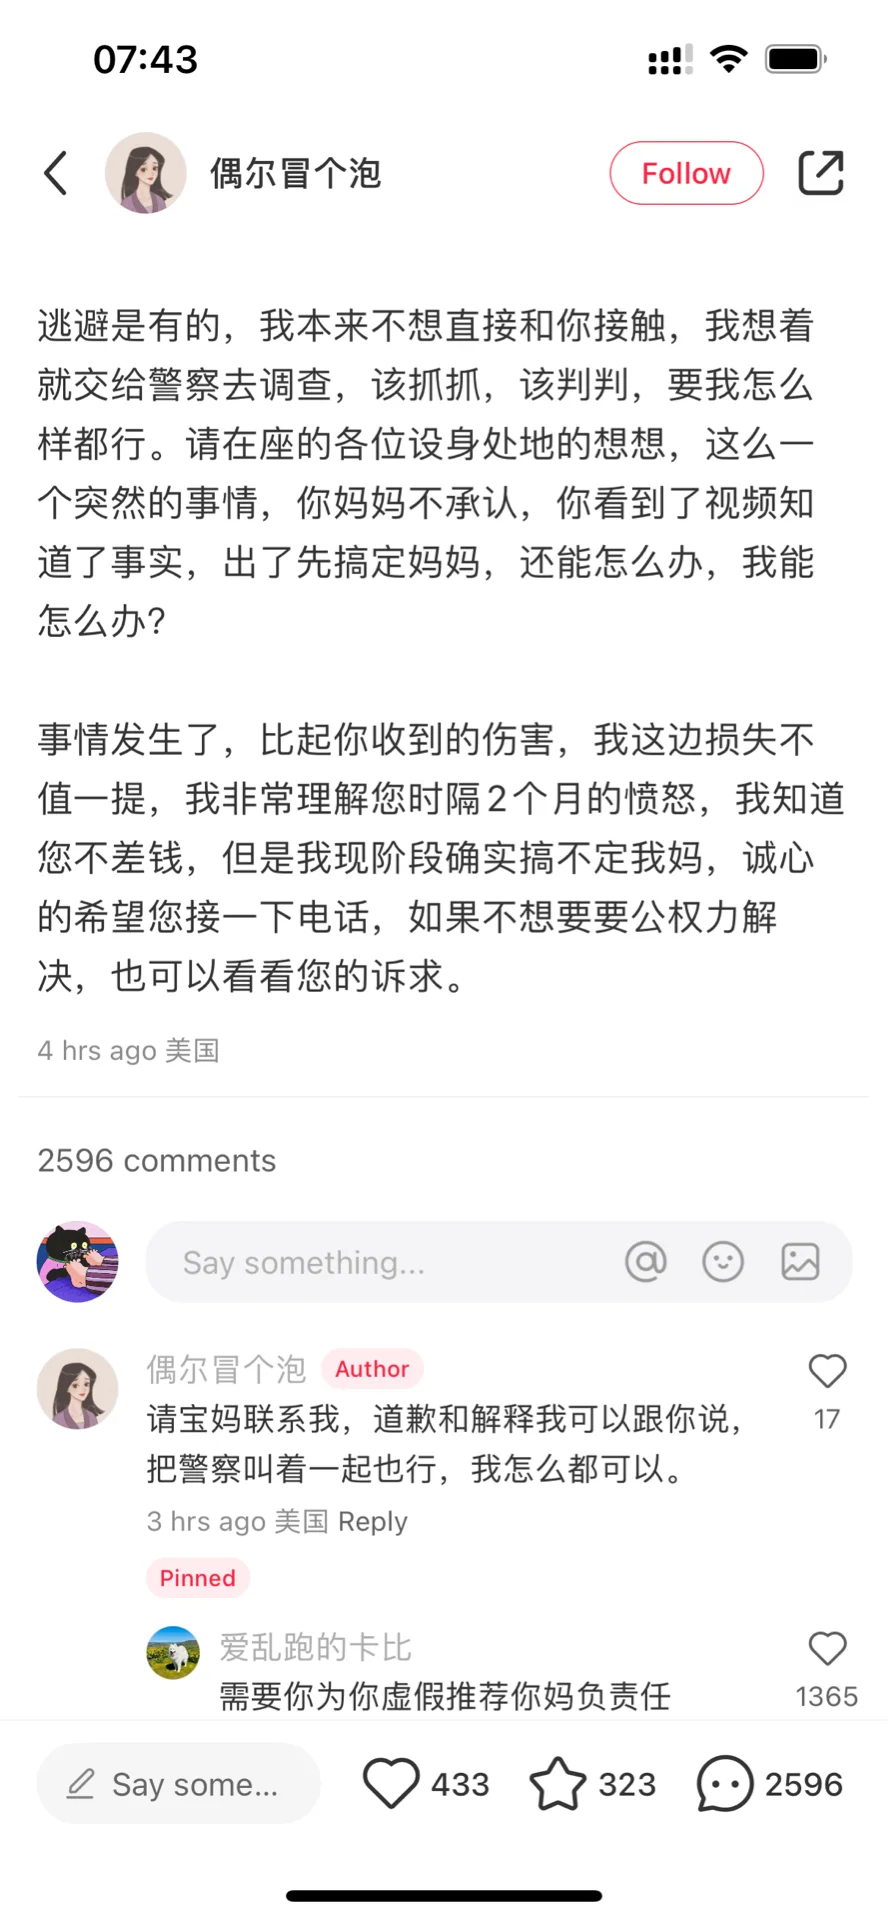 07:43
偶尔冒个泡
Follow
逃避是有的，我本来不想直接和你接触，我想着
就交给警察去调查，该抓抓，该判判，要我怎么
样都行。请在座的各位设身处地的想想，这么一
个突然的事情，你妈妈不承认，你看到了视频知
道了事实，出了先搞定妈妈，还能怎么办，我能
怎么办？
事情发生了，比起你收到的伤害，我这边损失不
值一提，我非常理解您时隔2个月的愤怒，我知道
您不差钱，但是我现阶段确实搞不定我妈，诚心
的希望您接一下电话，如果不想要要公权力解
决，也可以看看您的诉求。
4 hrs ago 美国
2596 comments
Say something...
偶尔冒个泡 Author
请宝妈联系我，道歉和解释我可以跟你说，
把警察叫着一起也行，我怎么都可以。
17
3 hrs ago 美国 Reply
Pinned
爱乱跑的卡比
需要你为你虚假推荐你妈负责任
1365
Say some...
433
323
2596